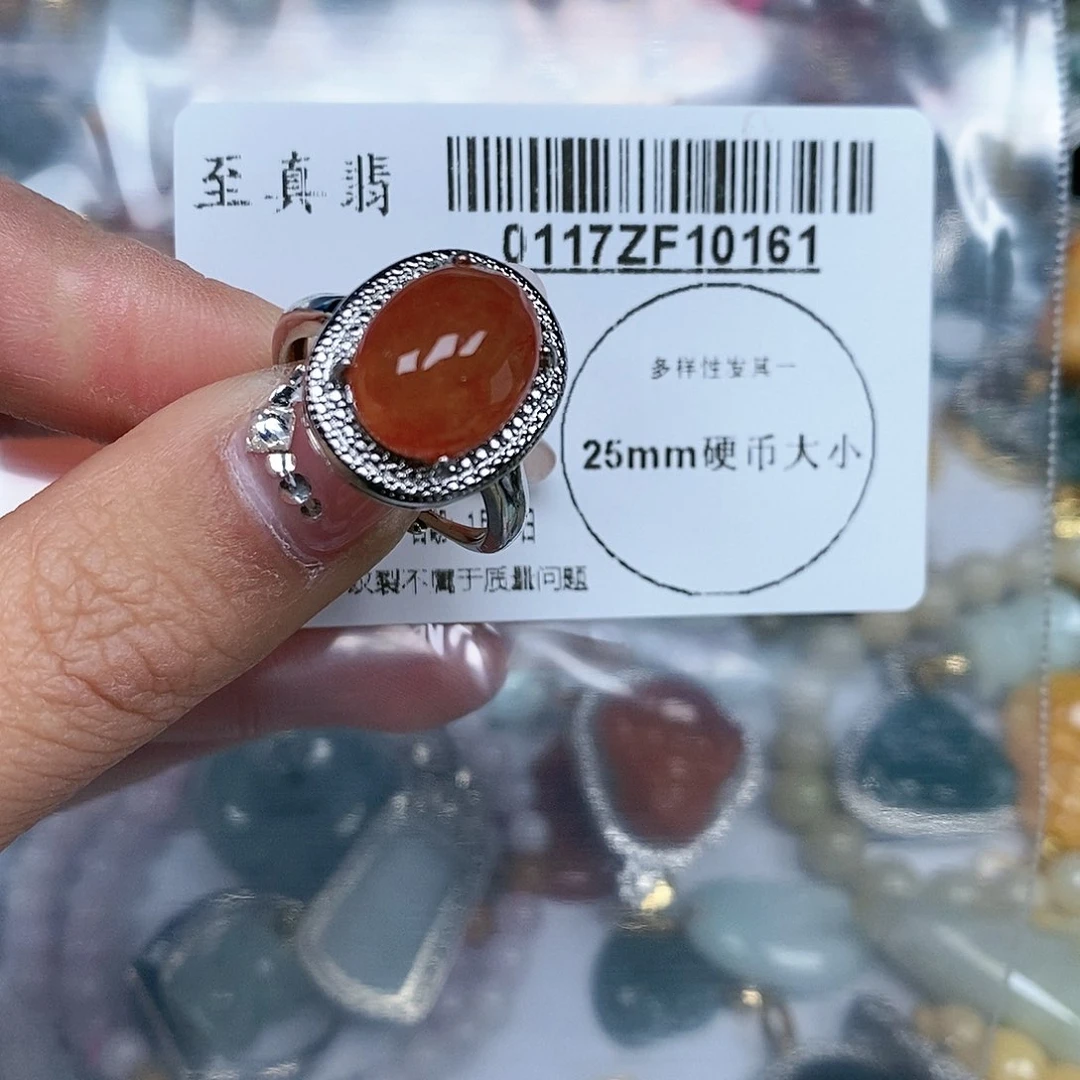 至真翡
0117ZF10161
多样性发其一
25mm硬币大小
裂不属于质量问题